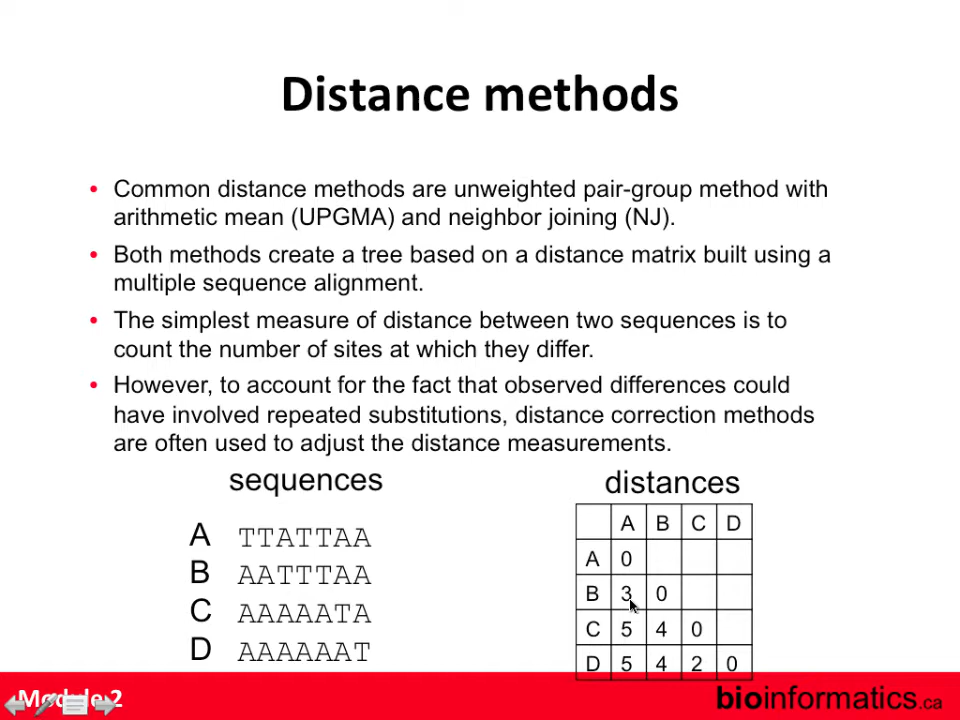 Distance methods
• Common distance methods are unweighted pair-group method with
arithmetic mean (UPGMA) and neighbor joining (NJ).
• Both methods create a tree based on a distance matrix built using a
multiple sequence alignment.
• The simplest measure of distance between two sequences is to
count the number of sites at which they differ.
• However, to account for the fact that observed differences could
have involved repeated substitutions, distance correction methods
are often used to adjust the distance measurements.
sequences
A TTATTAA
B AATTTAA
C AAAAATA
D AAAAAAT
distances
A B C D
A 0
B 3 0
C 5 4 0
D 5 4 2 0
Module 2
bioinformatics.ca